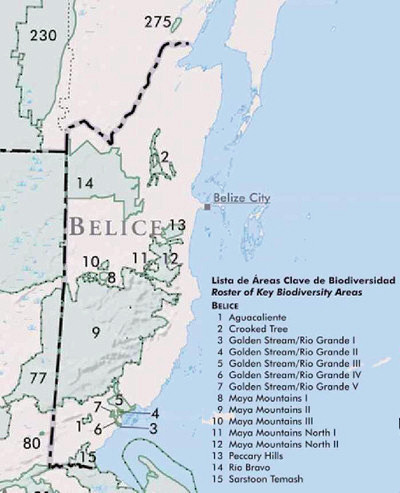 275
230
2
14
Belize City
BELICE
13
10
8
11
12
Lista de Áreas Clave de Biodiversidad
Roster of Key Biodiversity Areas
BELICE
1 Aguacaliente
2 Crooked Tree
3 Golden Stream/Rio Grande I
4 Golden Stream/Rio Grande II
5 Golden Stream/Rio Grande III
6 Golden Stream/Rio Grande IV
7 Golden Stream/Rio Grande V
8 Maya Mountains I
9 Maya Mountains II
10 Maya Mountains III
11 Maya Mountains North I
12 Maya Mountains North II
13 Peccary Hills
14 Rio Bravo
15 Sarstoon Temash
9
77
5
7
4
1
6
3
80
15